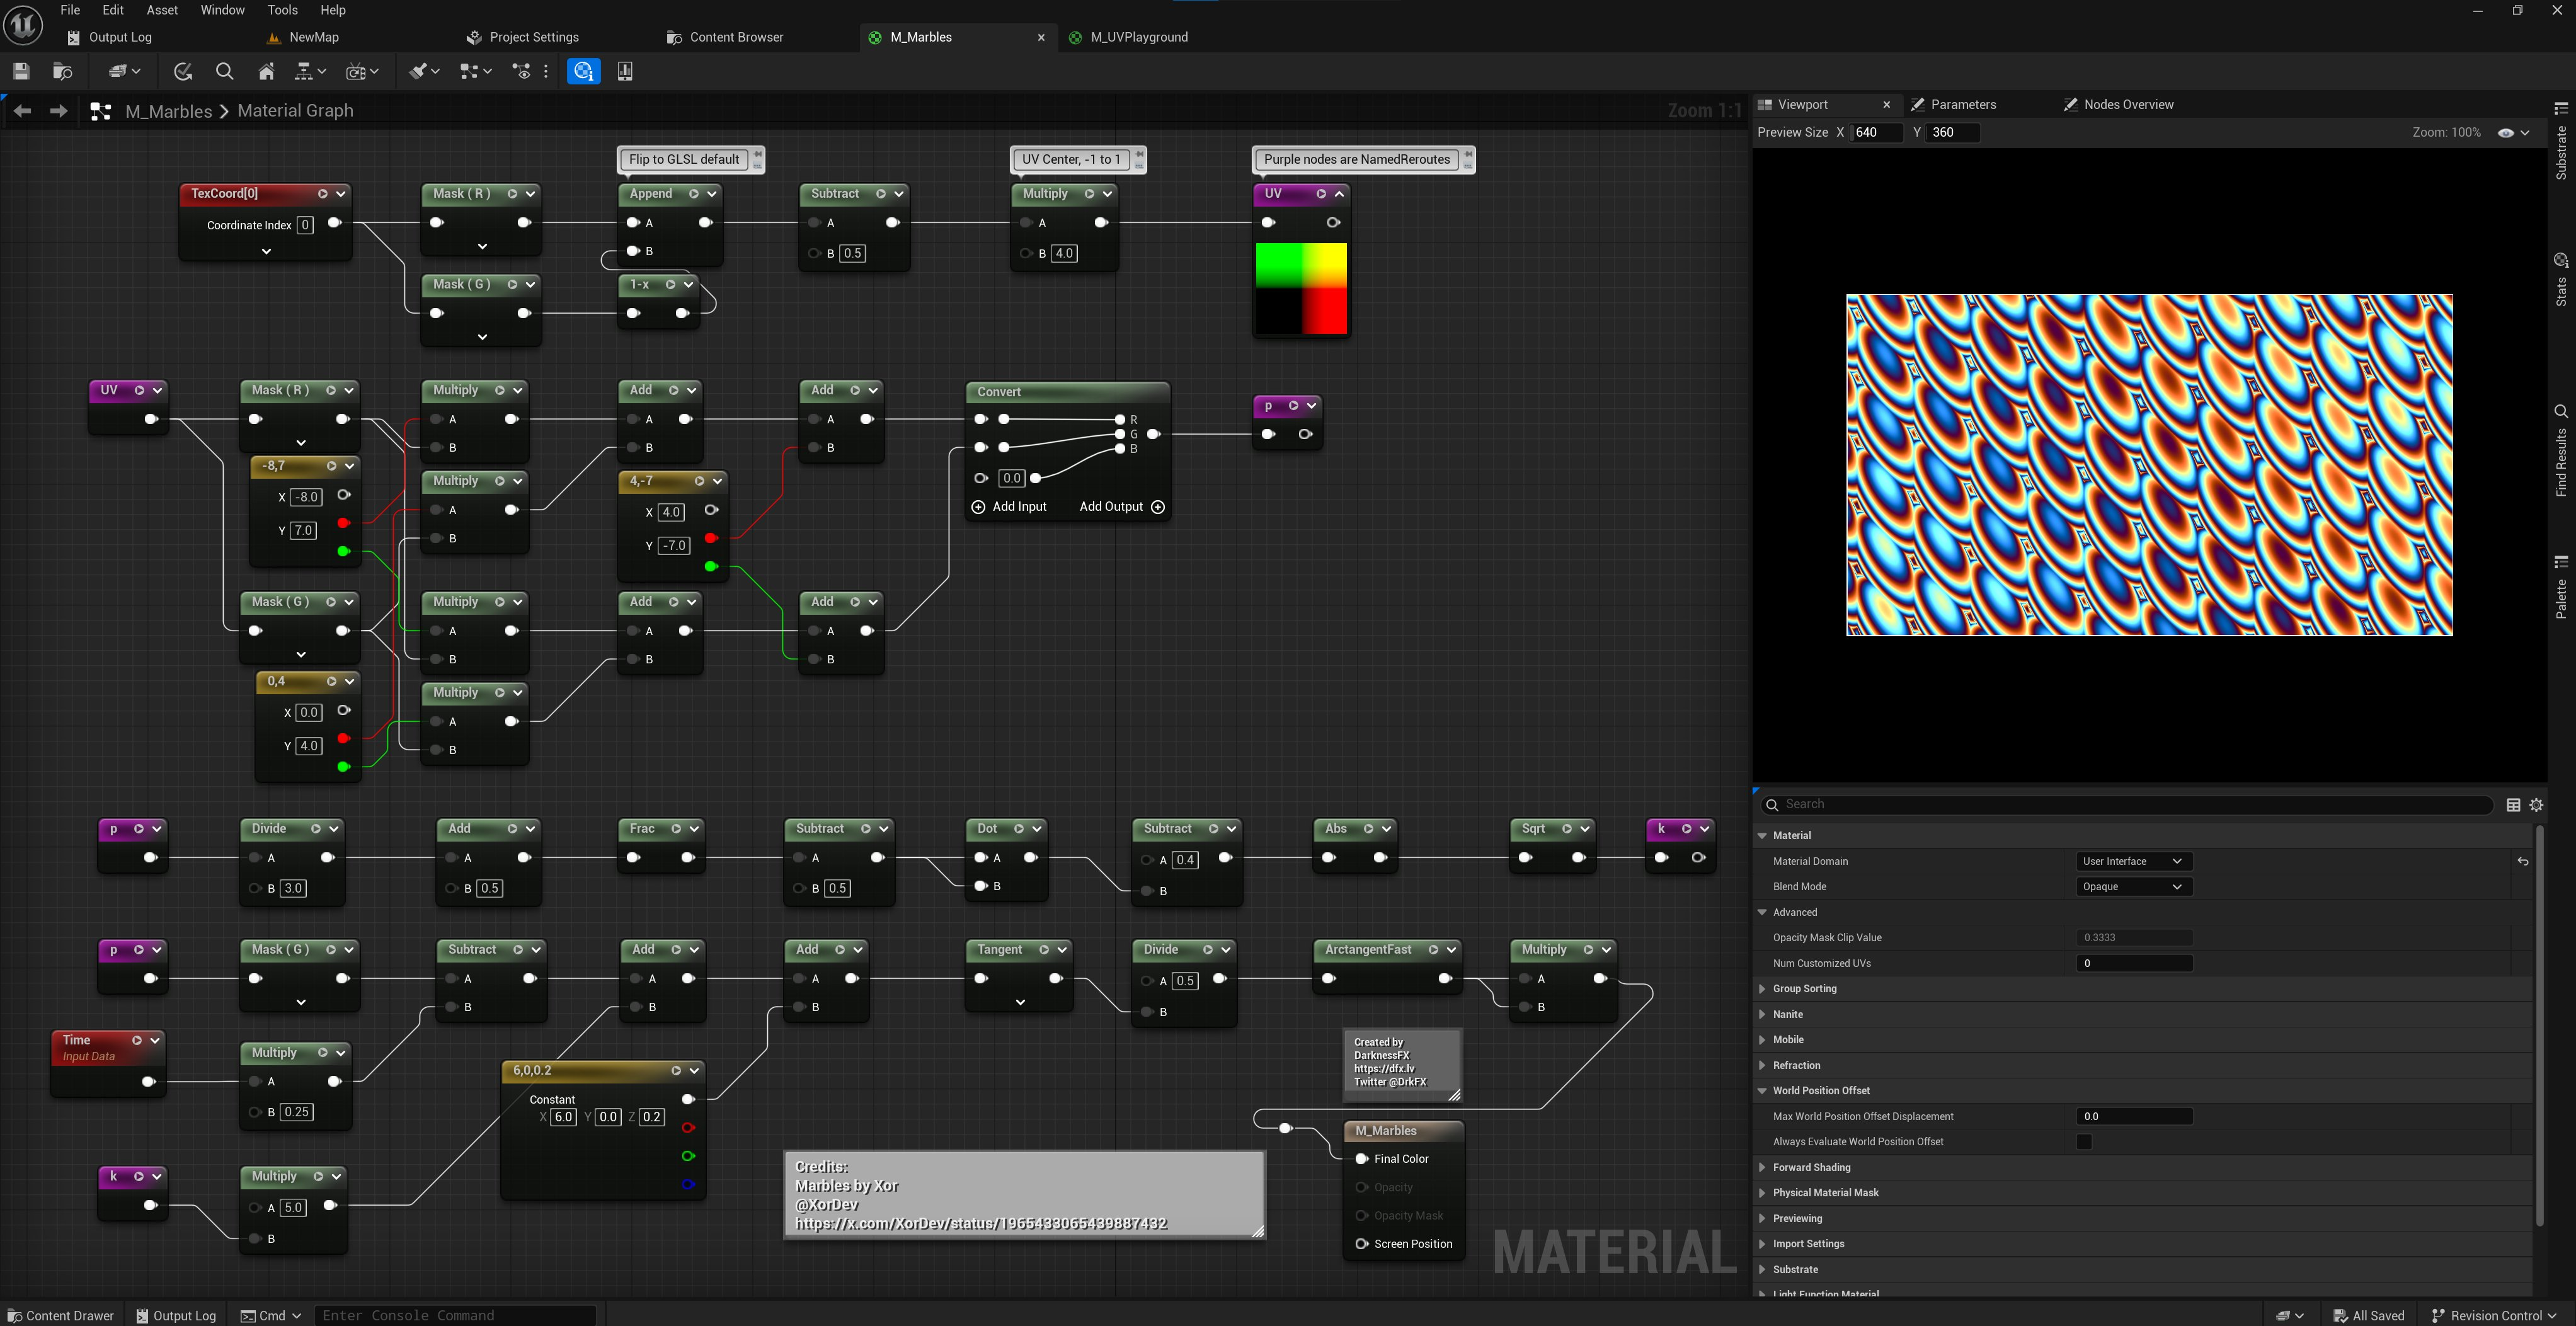 File Edit Asset Window Tools Help
Output Log NewMap Project Settings Content Browser M_Marbles M_UVPlayground
M_Marbles > Material Graph Zoom 1:1
Flip to GLSL default UV Center, -1 to 1 Purple nodes are NamedReroutes
TexCoord[0] Mask ( R ) Append Subtract Multiply UV
Coordinate Index 0 A A A
B B 0.5 B 4.0
Mask ( G ) 1-x
UV Mask ( R ) Multiply Add Add Convert p
A A A R
G
B B B B
-8,7 Multiply 4,-7 0.0
X -8.0 A X 4.0 Add Input Add Output
Y 7.0 B Y -7.0
Mask ( G ) Multiply Add Add
A A A
B B B
0,4 Multiply
X 0.0 A
Y 4.0 B
p Divide Add Frac Subtract Dot Subtract Abs Sqrt k
A A A A A 0.4
B 3.0 B 0.5 B 0.5 B B
p Mask ( G ) Subtract Add Add Tangent Divide ArctangentFast Multiply
A A A A 0.5 A
B B B B B
Time
Input Data
Multiply
A
B 0.25
6,0,0.2
Constant
X 6.0 Y 0.0 Z 0.2
k Multiply
A 5.0
B
Created by
DarknessFX
https://dfx.lv
Twitter @DrkFX
Credits:
Marbles by Xor
@XorDev
https://x.com/XorDev/status/1965433065439887432
M_Marbles
Final Color
Opacity
Opacity Mask
Screen Position
MATERIAL
Viewport Parameters Nodes Overview
Preview Size X 640 Y 360 Zoom: 100%
Substrate
Stats
Find Results
Palette
Search
Material
Material Domain User Interface
Blend Mode Opaque
Advanced
Opacity Mask Clip Value 0.3333
Num Customized UVs 0
Group Sorting
Nanite
Mobile
Refraction
World Position Offset
Max World Position Offset Displacement 0.0
Always Evaluate World Position Offset
Forward Shading
Physical Material Mask
Previewing
Import Settings
Substrate
Light Function Material
Content Drawer Output Log Cmd Enter Console Command All Saved Revision Control